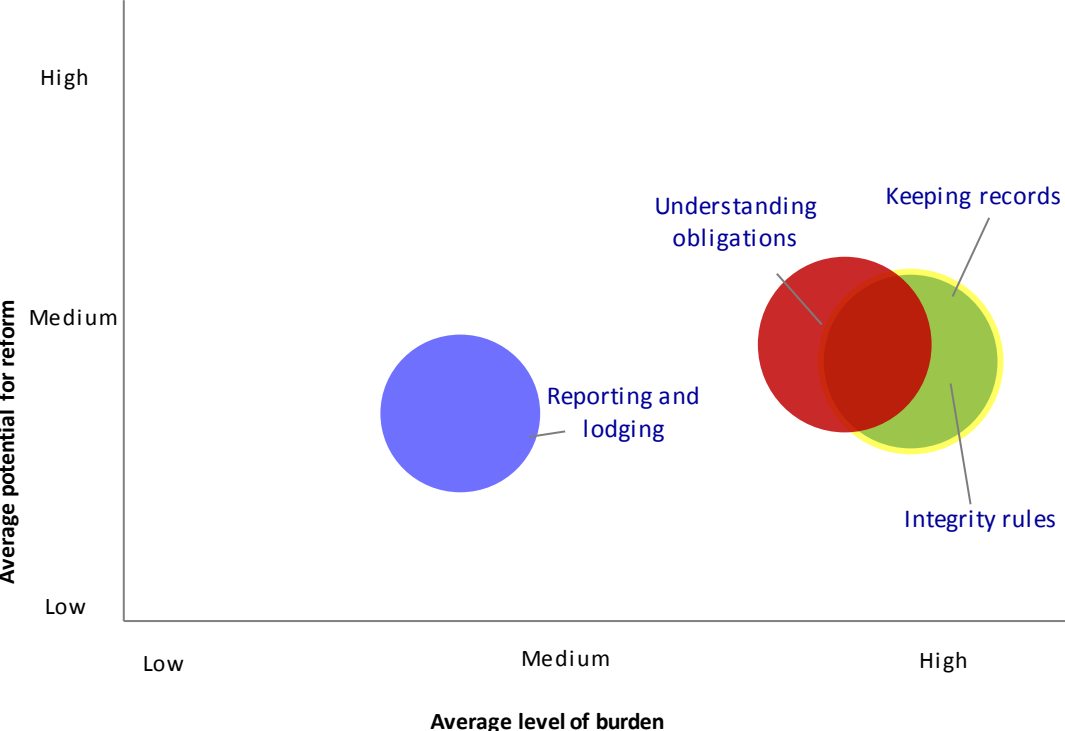 High
Keeping records
Understanding
obligations
Medium
Average potential for reform
Reporting and
lodging
Integrity rules
Low
Low
Medium
High
Average level of burden